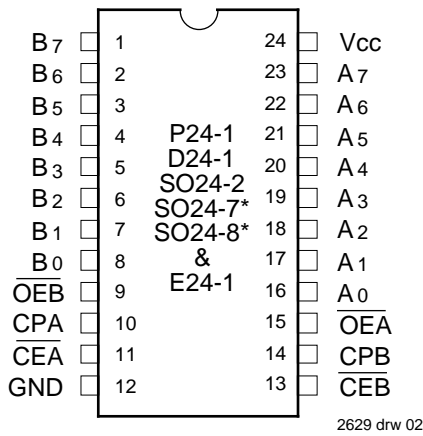 B7 1 24 Vcc
B6 2 23 A7
B5 3 22 A6
B4 4 P24-1 21 A5
B3 5 D24-1 20 A4
B2 6 SO24-2 19 A3
B1 7 SO24-7* 18 A2
SO24-8*
B0 8 & 17 A1
OEB 9 E24-1 16 A0
CPA 10 15 OEA
CEA 11 14 CPB
GND 12 13 CEB
2629 drw 02